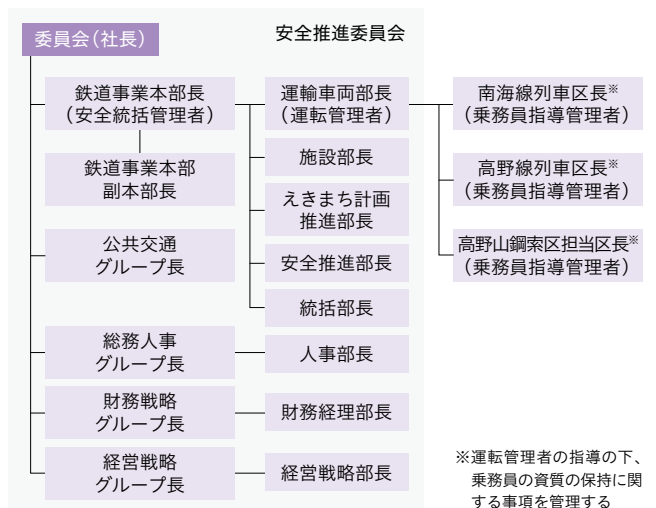 委員会（社長）
安全推進委員会
鉄道事業本部長
（安全統括管理者）
運輸車両部長
（運転管理者）
南海線列車区長※
（乗務員指導管理者）
鉄道事業本部
副本部長
施設部長
高野線列車区長※
（乗務員指導管理者）
えきまち計画
推進部長
公共交通
グループ長
安全推進部長
高野山鋼索区担当区長※
（乗務員指導管理者）
統括部長
総務人事
グループ長
人事部長
財務戦略
グループ長
財務経理部長
経営戦略
グループ長
経営戦略部長
※運転管理者の指導の下、
乗務員の資質の保持に関
する事項を管理する